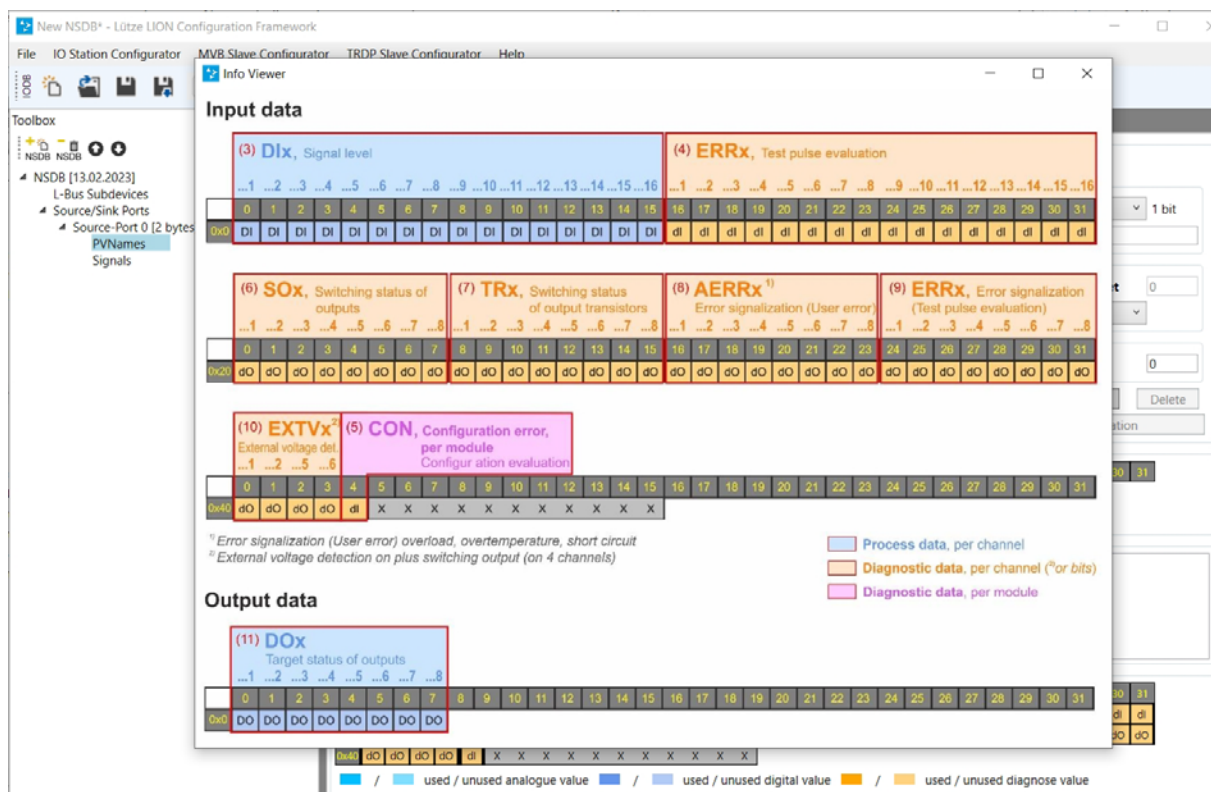 New NSDB* - Lütze LION Configuration Framework
File IO Station Configurator MVB Slave Configurator TRDP Slave Configurator Help
IODB
Toolbox
NSDB NSDB
NSDB [13.02.2023]
L-Bus Subdevices
Source/Sink Ports
Source-Port 0 [2 bytes
PVNames
Signals
Info Viewer
Input data
(3) DIx, Signal level
(4) ERRx, Test pulse evaluation
...1 ...2 ...3 ...4 ...5 ...6 ...7 ...8 ...9 ...10 ...11 ...12 ...13 ...14 ...15 ...16 ...1 ...2 ...3 ...4 ...5 ...6 ...7 ...8 ...9 ...10 ...11 ...12 ...13 ...14 ...15 ...16
0 1 2 3 4 5 6 7 8 9 10 11 12 13 14 15 16 17 18 19 20 21 22 23 24 25 26 27 28 29 30 31
0x0 DI DI DI DI DI DI DI DI DI DI DI DI DI DI DI DI dI dI dI dI dI dI dI dI dI dI dI dI dI dI dI dI
(6) SOx, Switching status of
outputs
(7) TRx, Switching status
of output transistors
(8) AERRx 1)
Error signalization (User error)
(9) ERRx, Error signalization
(Test pulse evaluation)
...1 ...2 ...3 ...4 ...5 ...6 ...7 ...8 ...1 ...2 ...3 ...4 ...5 ...6 ...7 ...8 ...1 ...2 ...3 ...4 ...5 ...6 ...7 ...8 ...1 ...2 ...3 ...4 ...5 ...6 ...7 ...8
0 1 2 3 4 5 6 7 8 9 10 11 12 13 14 15 16 17 18 19 20 21 22 23 24 25 26 27 28 29 30 31
0x20 dO dO dO dO dO dO dO dO dO dO dO dO dO dO dO dO dO dO dO dO dO dO dO dO dO dO dO dO dO dO dO dO
(10) EXTVx 2)
External voltage det.
...1 ...2 ...5 ...6
(5) CON, Configuration error,
per module
Configur ation evaluation
0 1 2 3 4 5 6 7 8 9 10 11 12 13 14 15 16 17 18 19 20 21 22 23 24 25 26 27 28 29 30 31
0x40 dO dO dO dO dI X X X X X X X X X X X
1) Error signalization (User error) overload, overtemperature, short circuit
2) External voltage detection on plus switching output (on 4 channels)
Process data, per channel
Diagnostic data, per channel (2) or bits)
Diagnostic data, per module
Output data
(11) DOx
Target status of outputs
...1 ...2 ...3 ...4 ...5 ...6 ...7 ...8
0 1 2 3 4 5 6 7 8 9 10 11 12 13 14 15 16 17 18 19 20 21 22 23 24 25 26 27 28 29 30 31
0x0 DO DO DO DO DO DO DO DO
1 bit
et 0
0
Delete
ation
30 31
30 31
dI dI
dO dO
0x40 dO dO dO dO dI X X X X X X X X X X X
/ used / unused analogue value / used / unused digital value / used / unused diagnose value